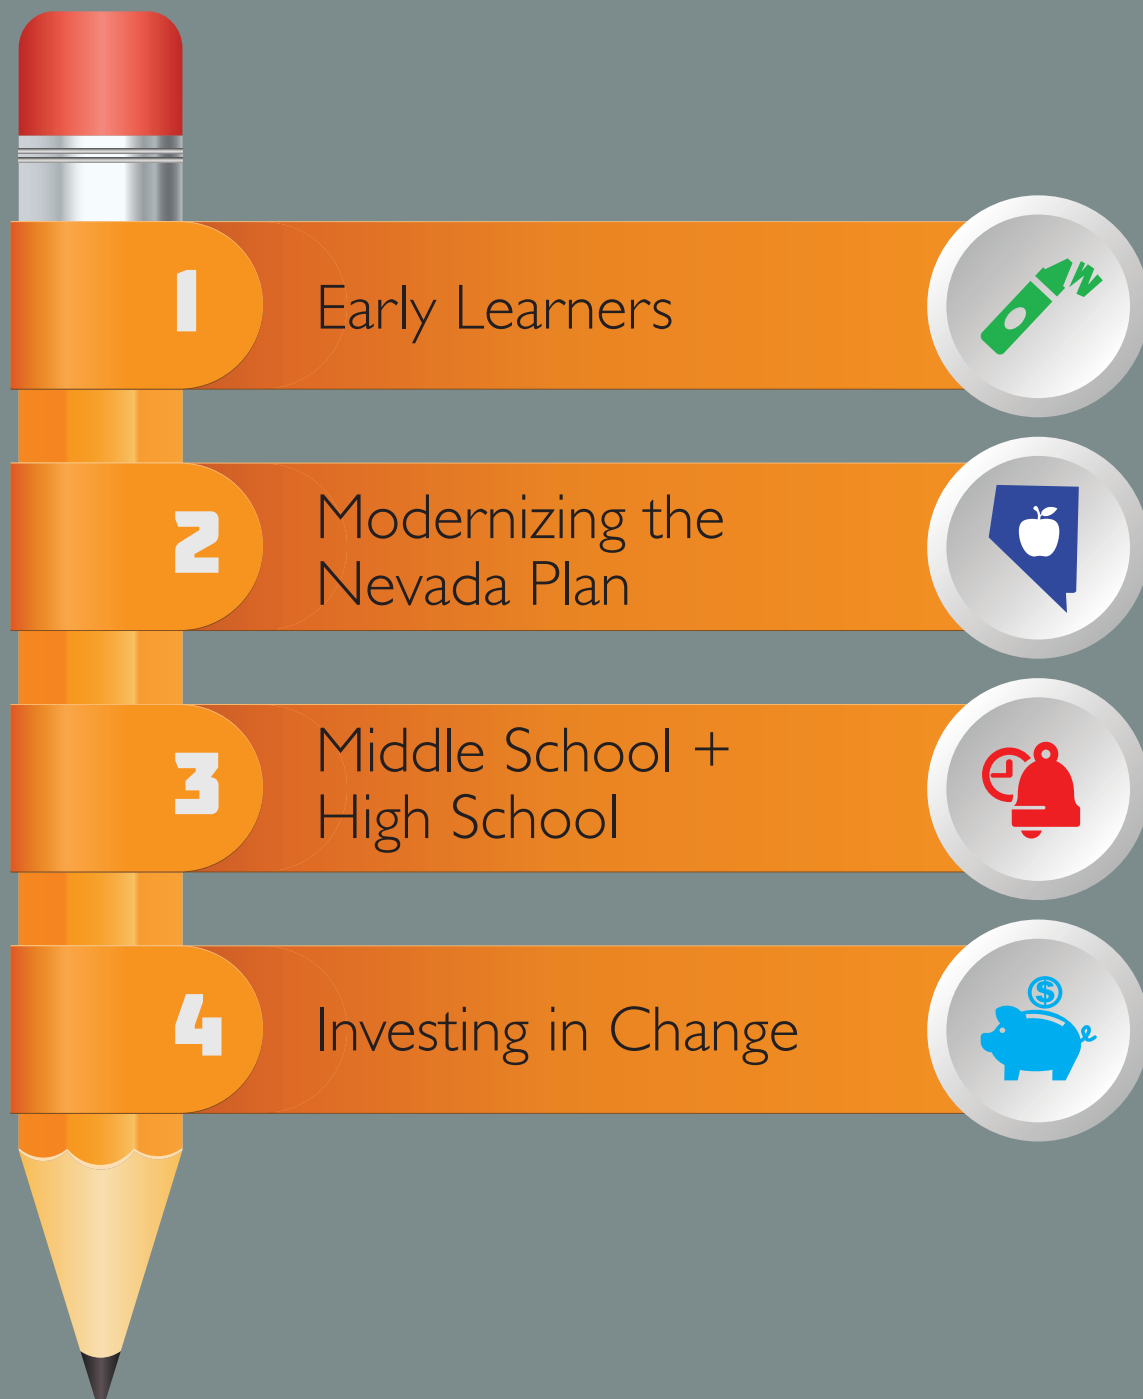 1
Early Learners
2
Modernizing the
Nevada Plan
3
Middle School +
High School
4
Investing in Change
$